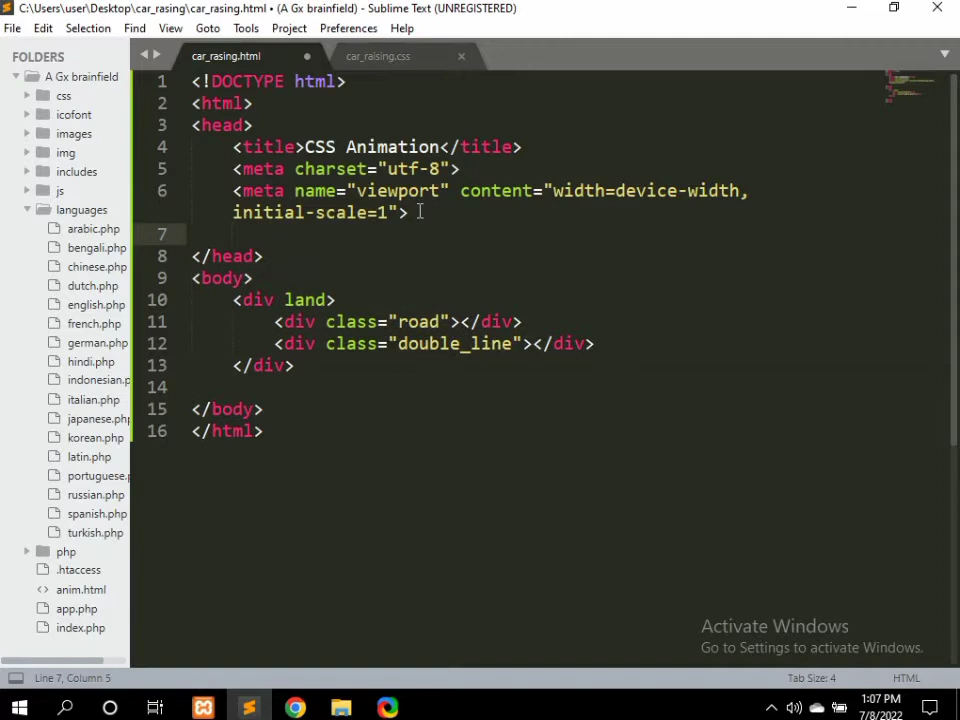 C:\Users\user\Desktop\car_rasing\car_rasing.html • (A Gx brainfield) - Sublime Text (UNREGISTERED)
File Edit Selection Find View Goto Tools Project Preferences Help
FOLDERS
A Gx brainfield
css
icofont
images
img
includes
js
languages
arabic.php
bengali.php
chinese.php
dutch.php
english.php
french.php
german.php
hindi.php
indonesian.p
italian.php
japanese.php
korean.php
latin.php
portuguese.p
russian.php
spanish.php
turkish.php
php
.htaccess
anim.html
app.php
index.php
car_rasing.html
car_raising.css
1 <!DOCTYPE html>
2 <html>
3 <head>
4 <title>CSS Animation</title>
5 <meta charset="utf-8">
6 <meta name="viewport" content="width=device-width,
initial-scale=1">
7
8 </head>
9 <body>
10 <div land>
11 <div class="road"></div>
12 <div class="double_line"></div>
13 </div>
14
15 </body>
16 </html>
Activate Windows
Go to Settings to activate Windows.
Line 7, Column 5
Tab Size: 4
HTML
1:07 PM
7/8/2022